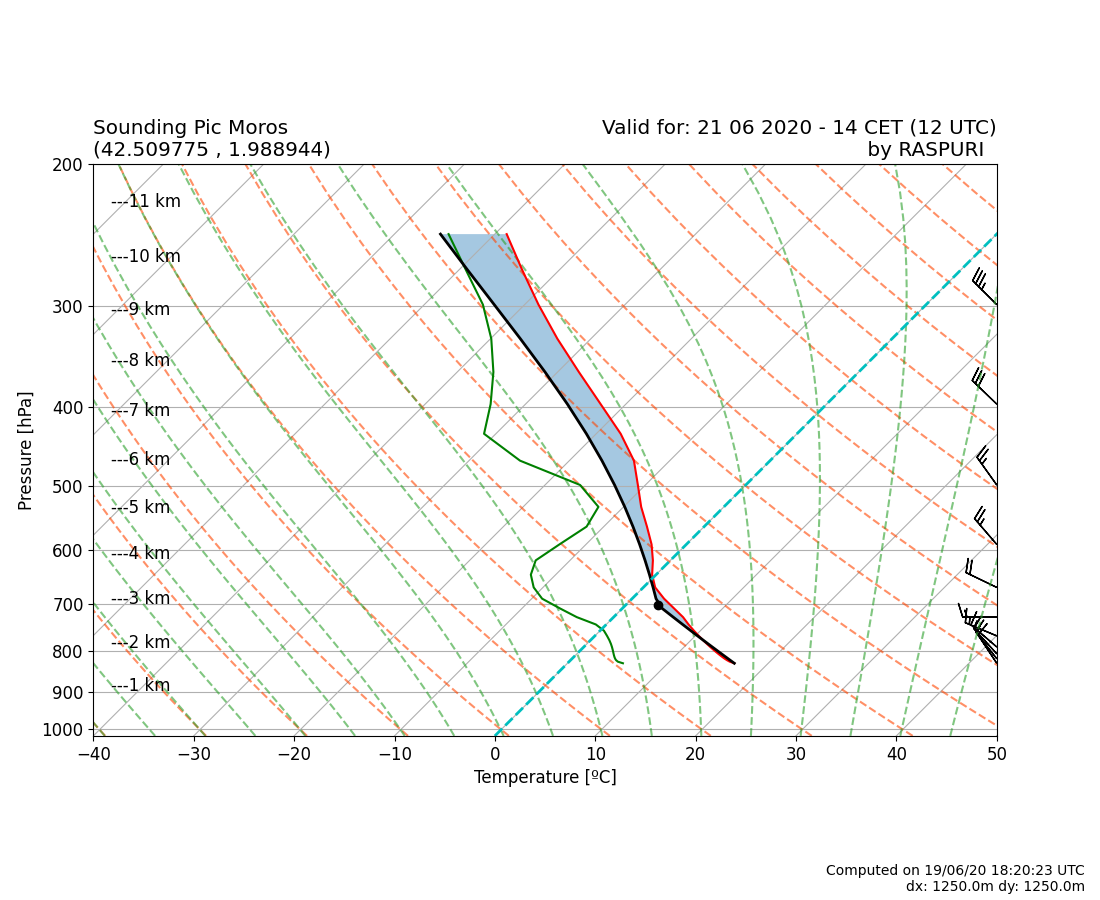 Sounding Pic Moros
(42.509775 , 1.988944)
Valid for: 21 06 2020 - 14 CET (12 UTC)
by RASPURI
200
300
400
500
600
700
800
900
1000
Pressure [hPa]
---11 km
---10 km
---9 km
---8 km
---7 km
---6 km
---5 km
---4 km
---3 km
---2 km
---1 km
−40
−30
−20
−10
0
10
20
30
40
50
Temperature [ºC]
Computed on 19/06/20 18:20:23 UTC
dx: 1250.0m dy: 1250.0m